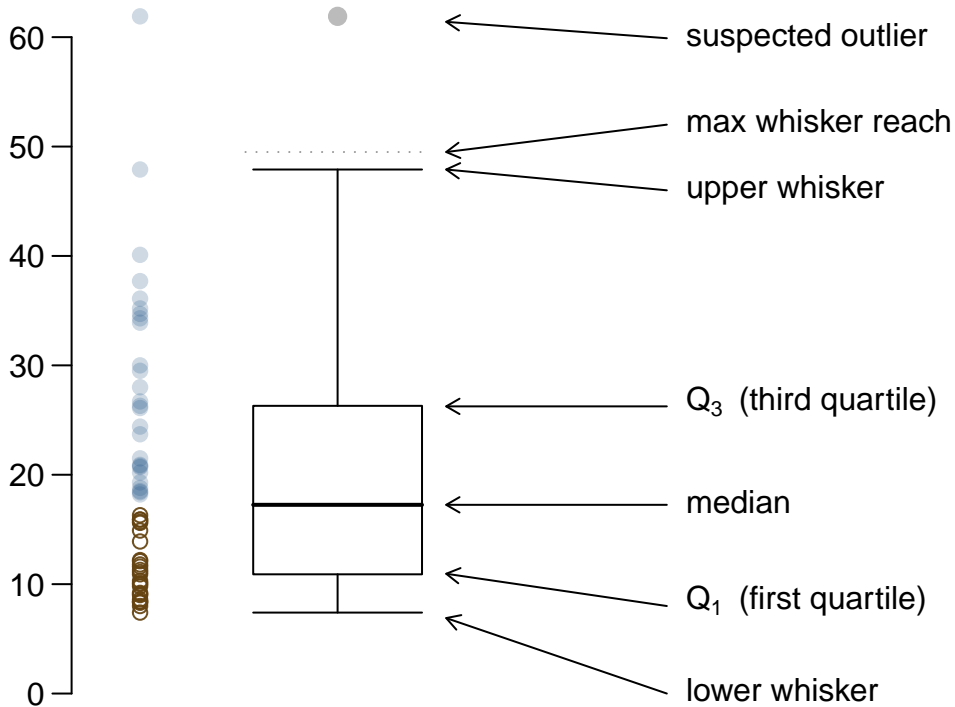 60
50
40
30
20
10
0
suspected outlier
max whisker reach
upper whisker
Q₃ (third quartile)
median
Q₁ (first quartile)
lower whisker